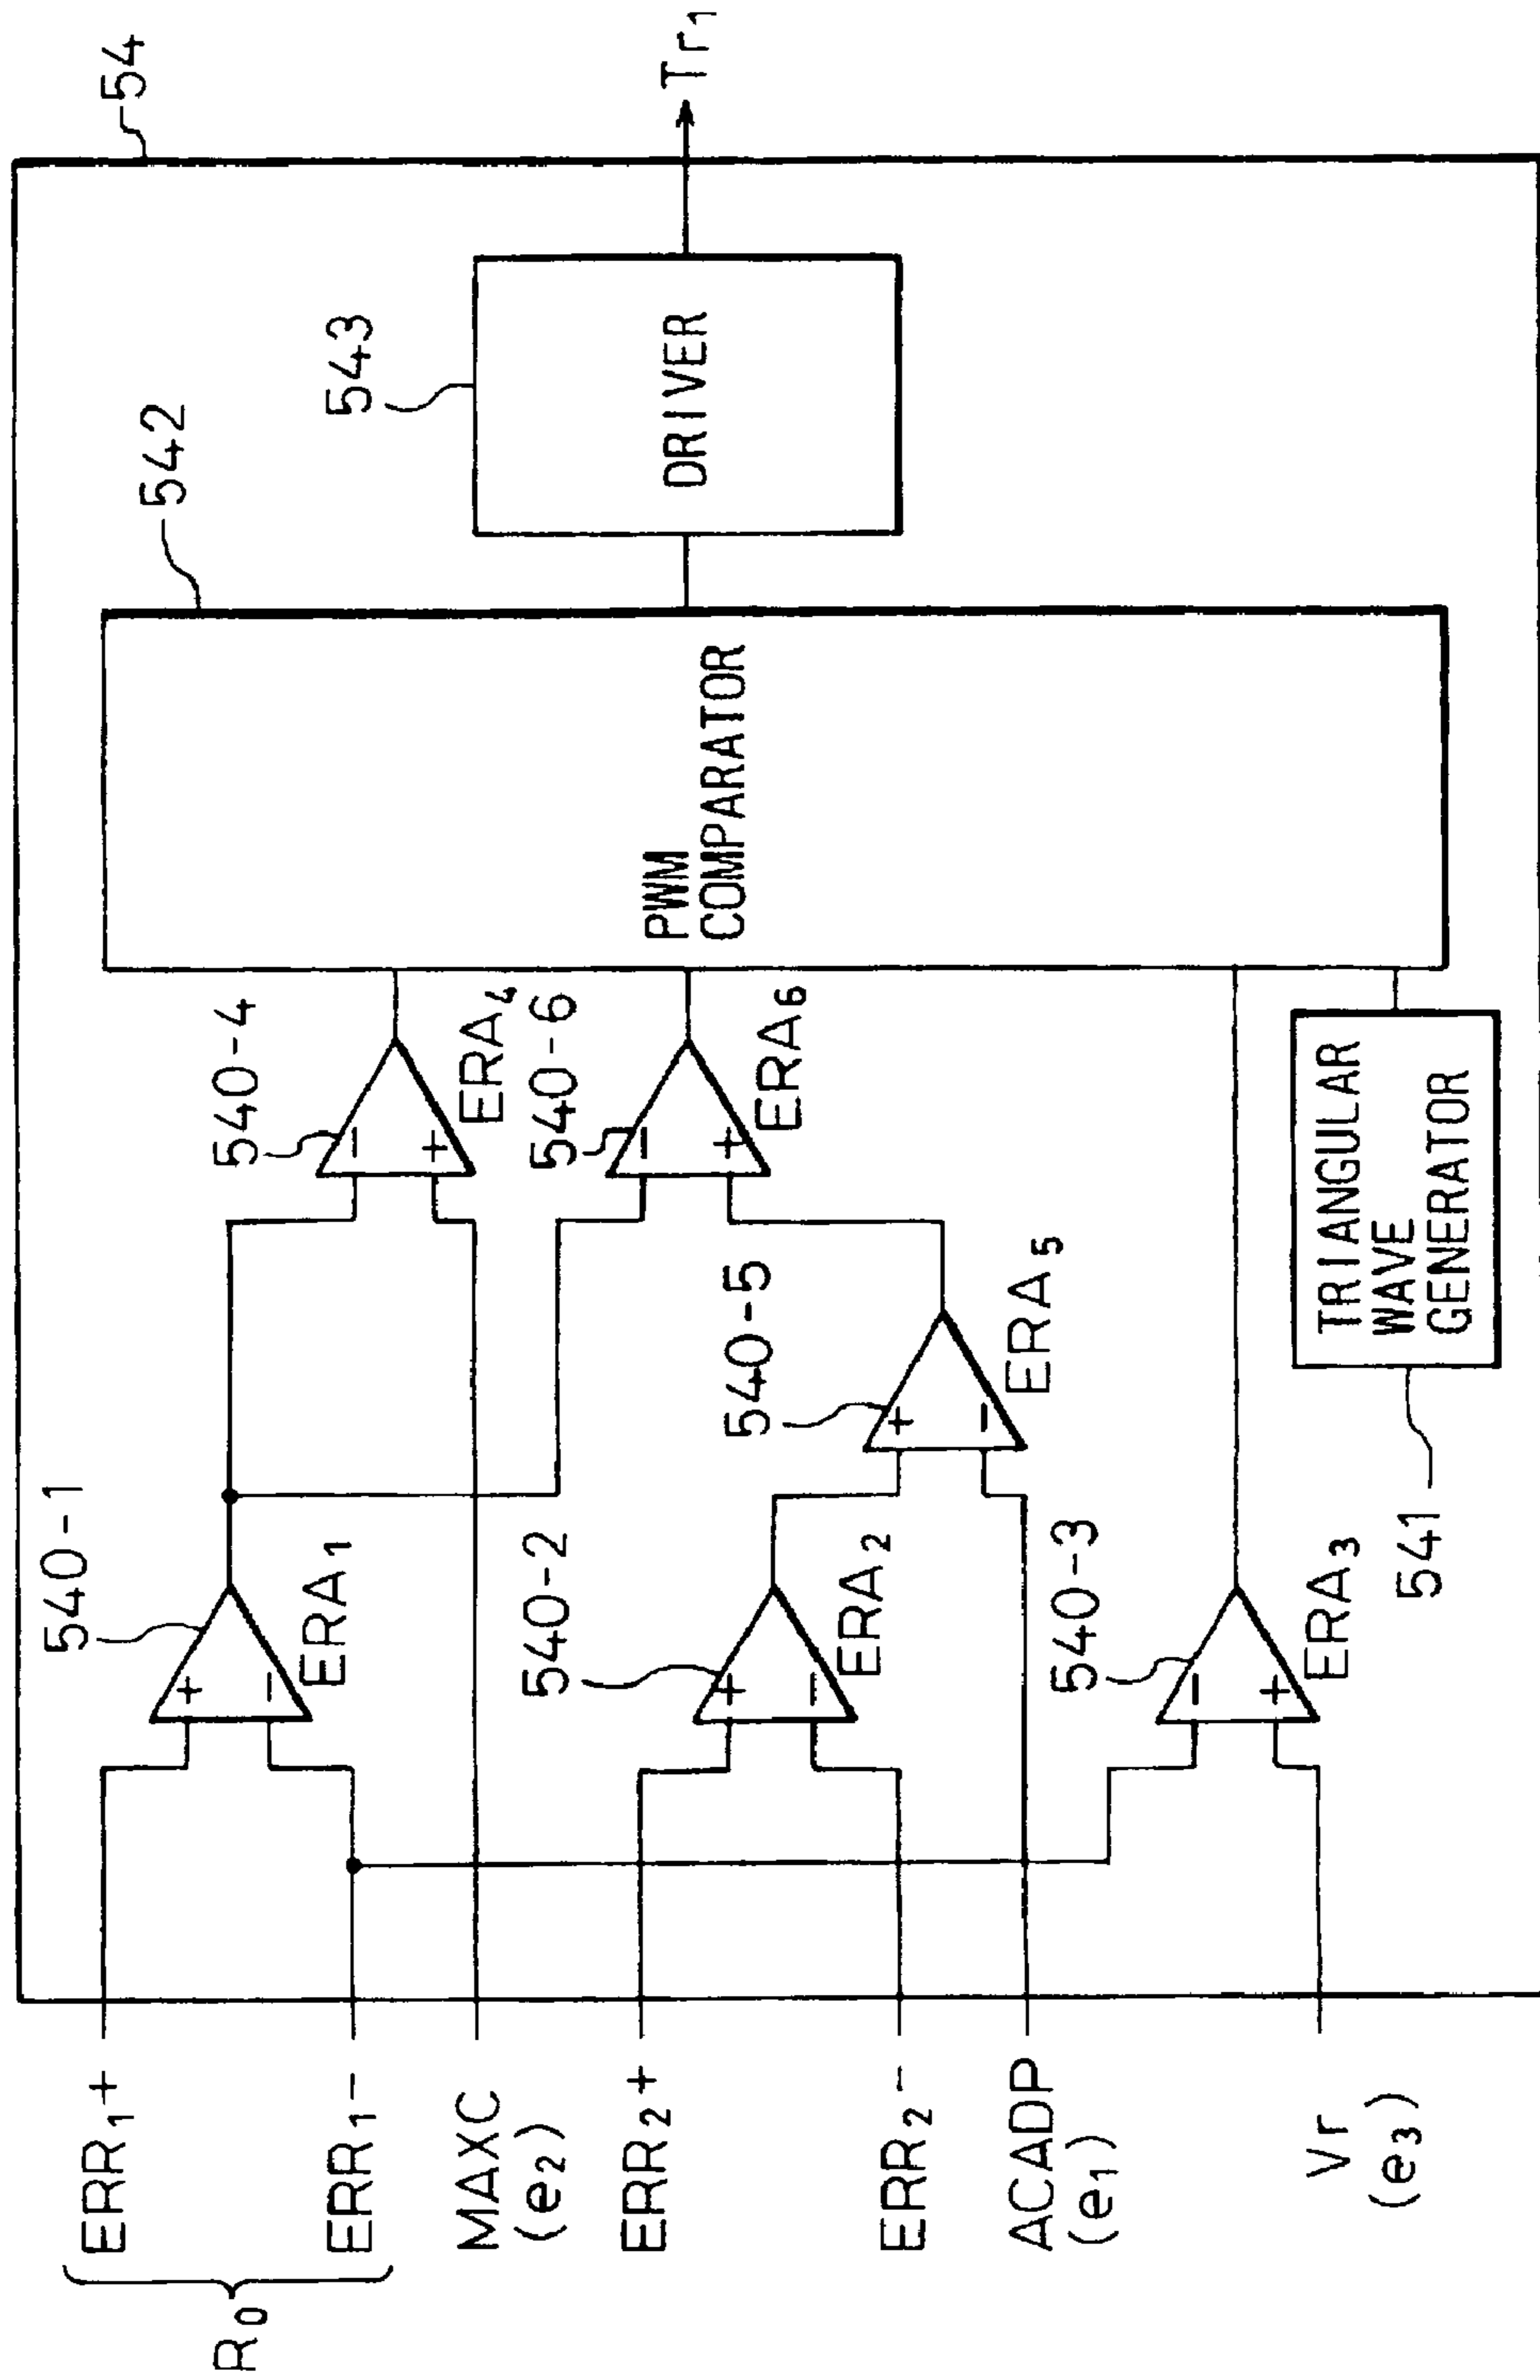 54
Tr₁
543
DRIVER
542
PWM
COMPARATOR
540-4
−
+
ERA₄
540-6
−
+
ERA₆
540-1
+
−
ERA₁
540-5
+
−
ERA₅
540-2
+
−
ERA₂
540-3
−
+
ERA₃
TRIANGULAR
WAVE
GENERATOR
541
R₀
ERR₁+
ERR₁−
MAXC
(e₂)
ERR₂+
ERR₂−
ACADP
(e₁)
Vr
(e₃)